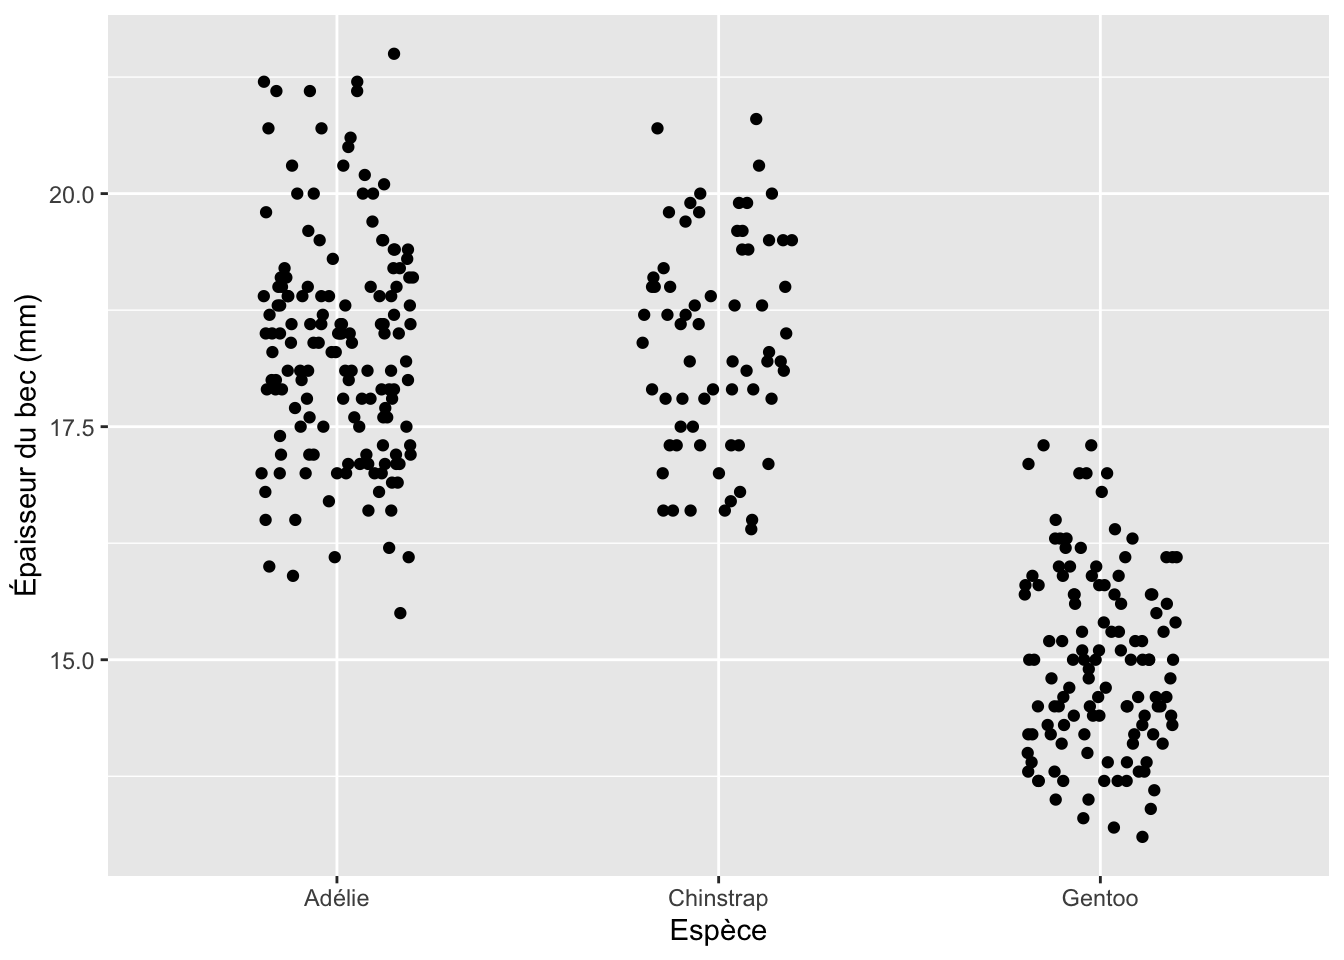 Épaisseur du bec (mm)
20.0
17.5
15.0
Adélie
Chinstrap
Gentoo
Espèce